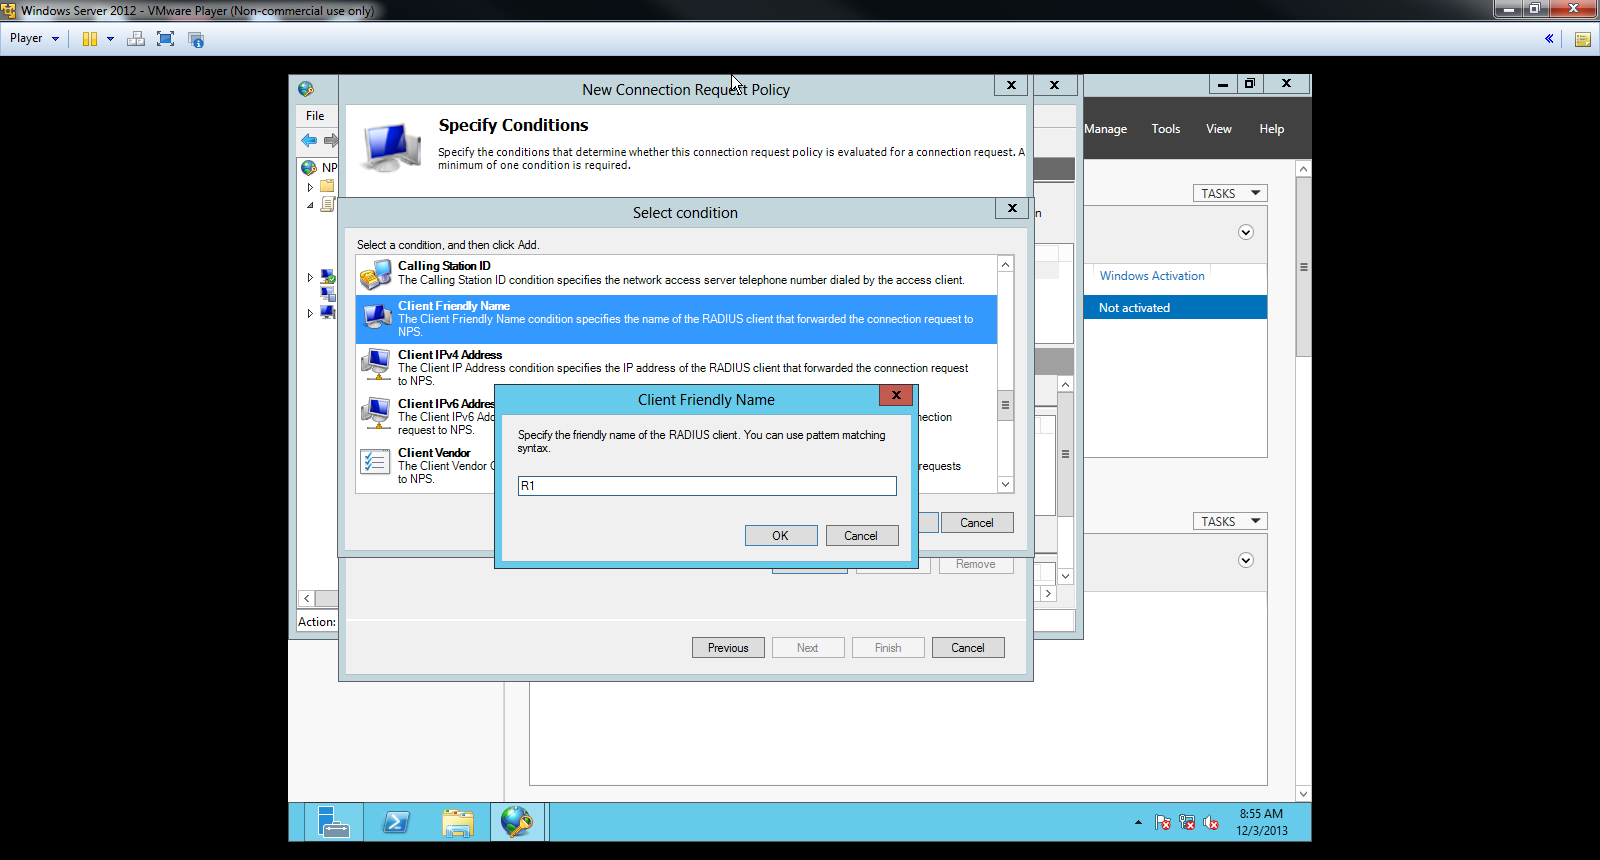 Windows Server 2012 - VMware Player (Non-commercial use only)
Player
New Connection Request Policy
File
Specify Conditions
Specify the conditions that determine whether this connection request policy is evaluated for a connection request. A
minimum of one condition is required.
Manage Tools View Help
NP
TASKS
Select condition
n
Select a condition, and then click Add.
Calling Station ID
The Calling Station ID condition specifies the network access server telephone number dialed by the access client.
Client Friendly Name
The Client Friendly Name condition specifies the name of the RADIUS client that forwarded the connection request to
NPS.
Windows Activation
Not activated
Client IPv4 Address
The Client IP Address condition specifies the IP address of the RADIUS client that forwarded the connection request
to NPS.
Client IPv6 Addres
The Client IPv6 Add
nection
request to NPS.
Client Vendor
The Client Vendor C
requests
to NPS.
Client Friendly Name
Specify the friendly name of the RADIUS client. You can use pattern matching
syntax.
R1
OK Cancel
Cancel
TASKS
Remove
Action:
Previous Next Finish Cancel
8:55 AM
12/3/2013